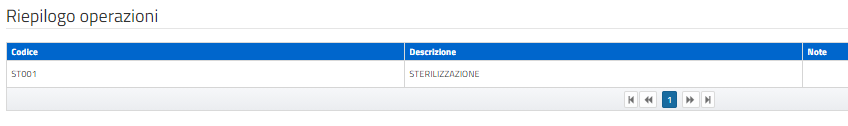 Riepilogo operazioni
Codice Descrizione Note
ST001 STERILIZZAZIONE
1